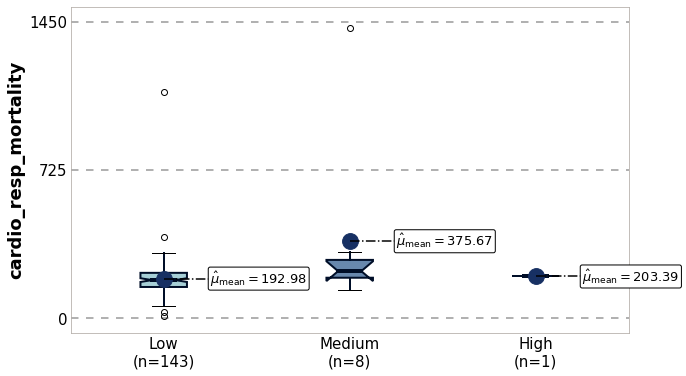 1450
cardio_resp_mortality
725
μ̂mean = 375.67
μ̂mean = 192.98
μ̂mean = 203.39
0
Low
(n=143)
Medium
(n=8)
High
(n=1)